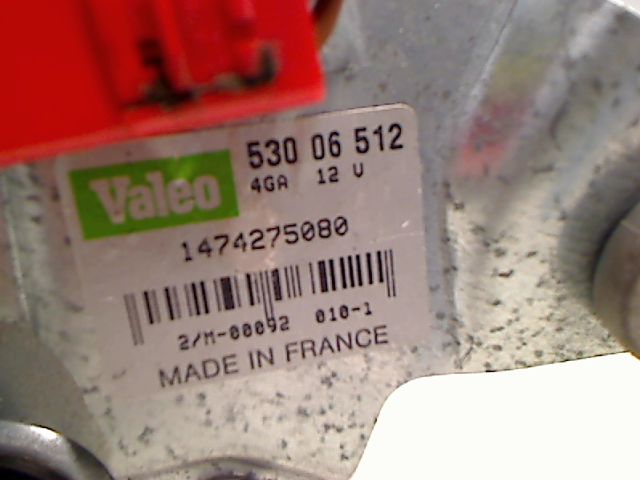 Valeo
530 06 512
4GA 12 V
1474275080
2/M-00092 010-1
MADE IN FRANCE